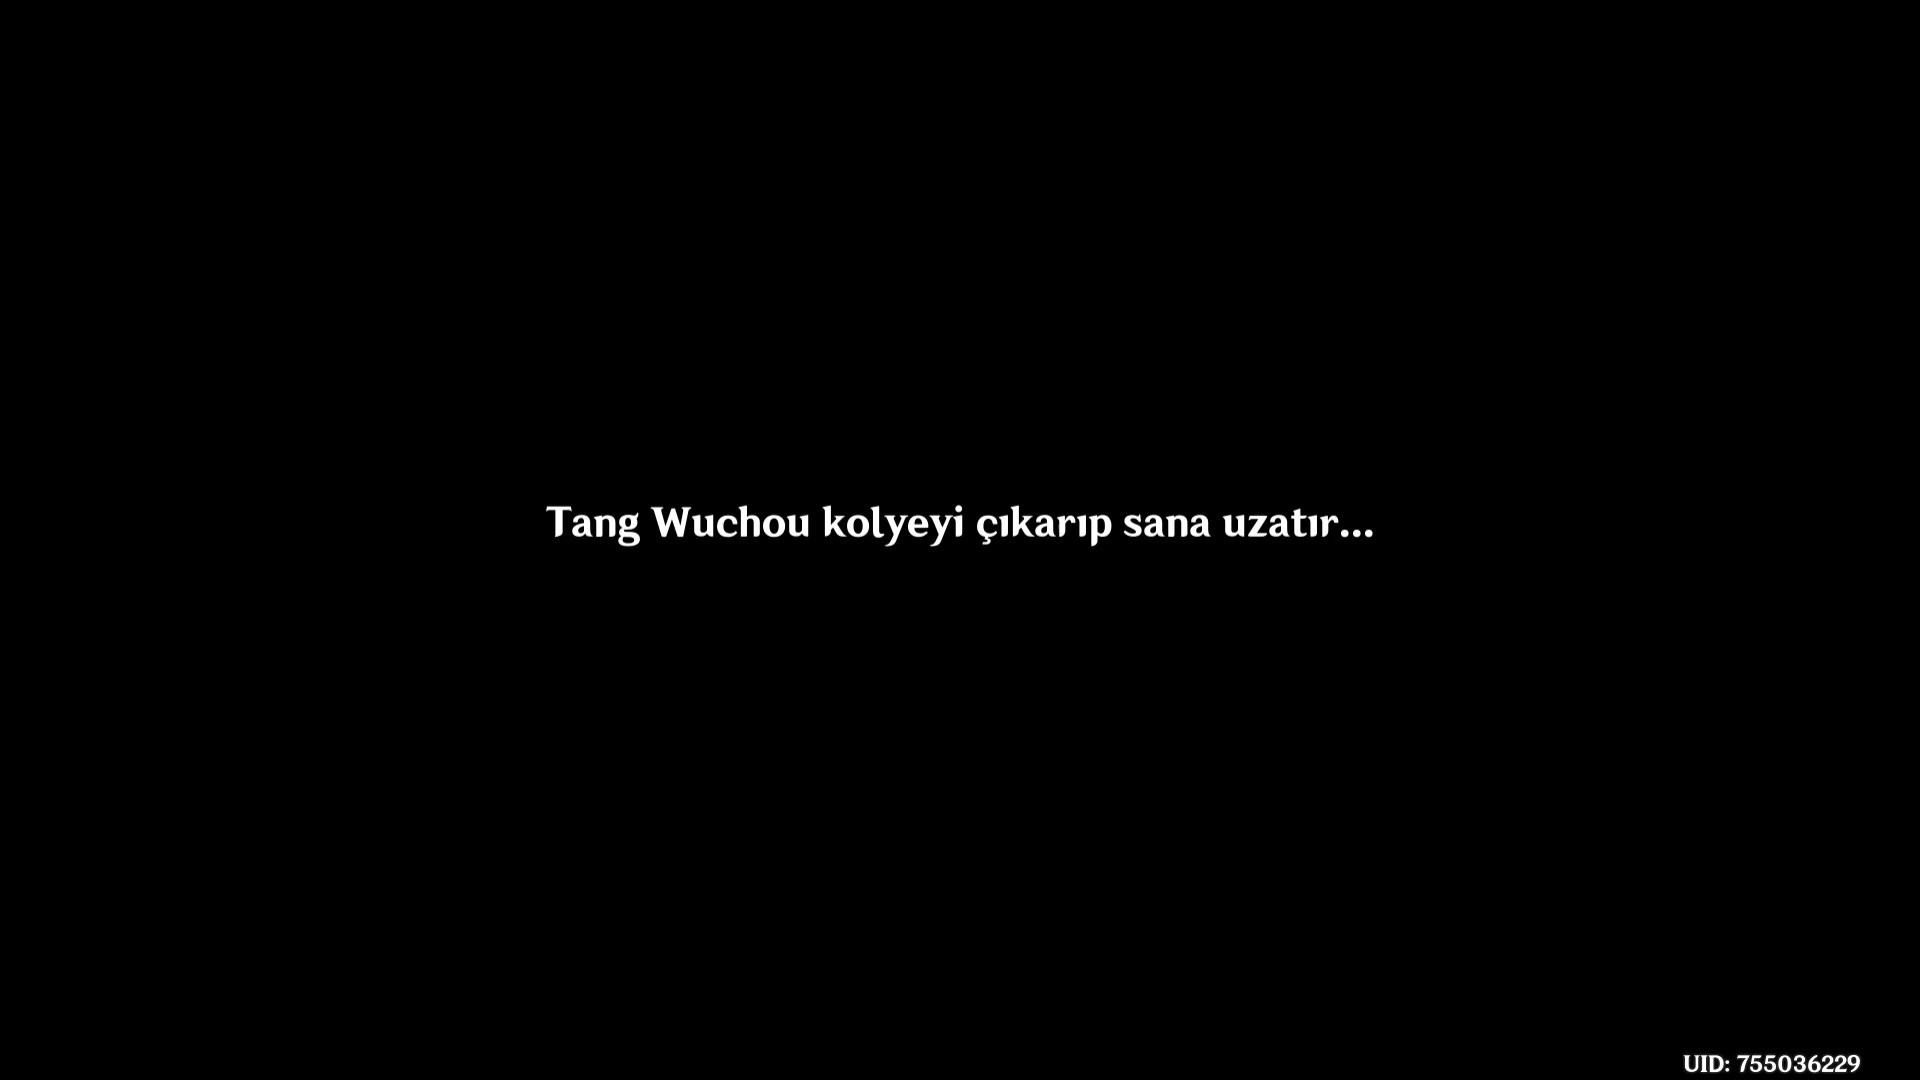 Tang Wuchou kolyeyi çıkarıp sana uzatır...
UID: 755036229